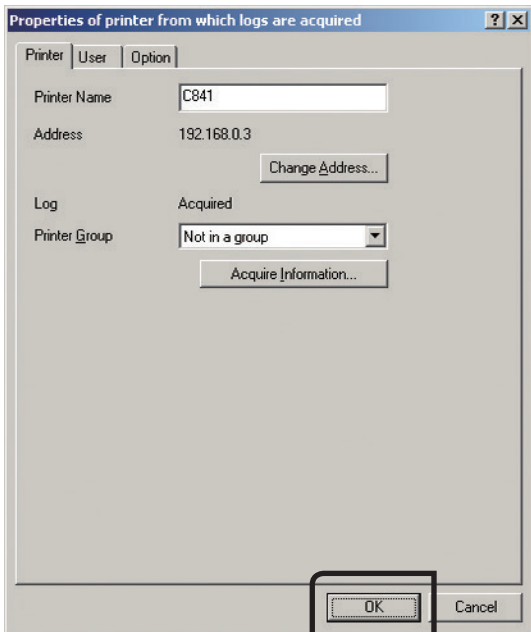 Properties of printer from which logs are acquired
Printer User Option
Printer Name C841
Address 192.168.0.3
Change Address...
Log Acquired
Printer Group Not in a group
Acquire Information...
OK Cancel